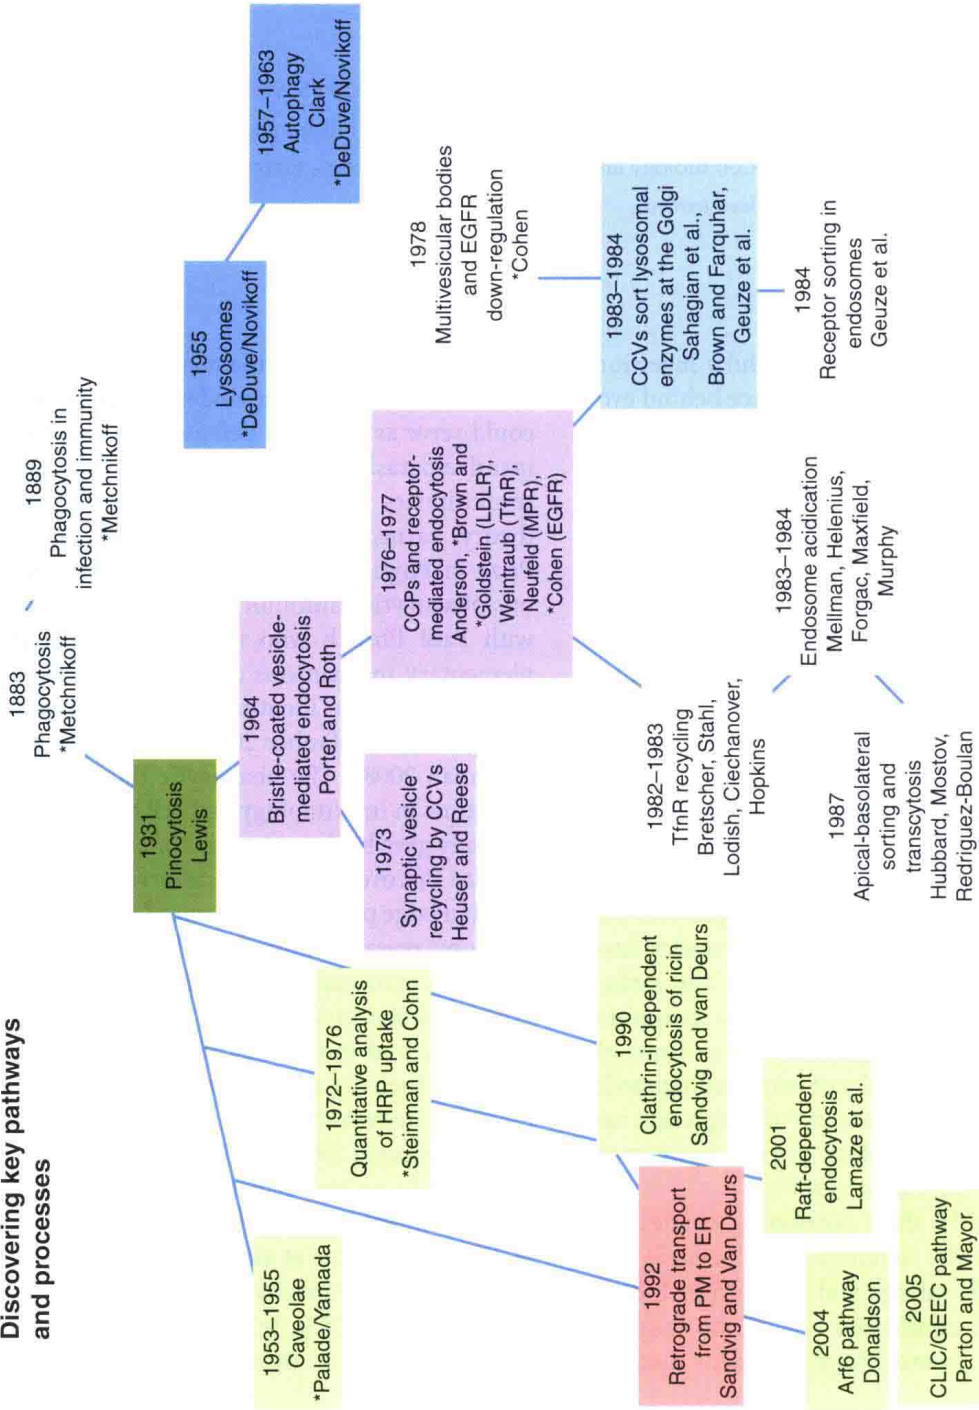 Discovering key pathways
and processes
1883
Phagocytosis
*Metchnikoff
1889
Phagocytosis in
infection and immunity
*Metchnikoff
1931
Pinocytosis
Lewis
1955
Lysosomes
*DeDuve/Novikoff
1957–1963
Autophagy
Clark
*DeDuve/Novikoff
1953–1955
Caveolae
*Palade/Yamada
1964
Bristle-coated vesicle-
mediated endocytosis
Porter and Roth
1972–1976
Quantitative analysis
of HRP uptake
*Steinman and Cohn
1973
Synaptic vesicle
recycling by CCVs
Heuser and Reese
1976–1977
CCPs and receptor-
mediated endocytosis
Anderson, *Brown and
*Goldstein (LDLR),
Weintraub (TfnR),
Neufeld (MPR),
*Cohen (EGFR)
1978
Multivesicular bodies
and EGFR
down-regulation
*Cohen
1983–1984
CCVs sort lysosomal
enzymes at the Golgi
Sahagian et al.,
Brown and Farquhar,
Geuze et al.
1990
Clathrin-independent
endocytosis of ricin
Sandvig and van Deurs
1992
Retrograde transport
from PM to ER
Sandvig and Van Deurs
1982–1983
TfnR recycling
Bretscher, Stahl,
Lodish, Ciechanover,
Hopkins
1983–1984
Endosome acidication
Mellman, Helenius,
Forgac, Maxfield,
Murphy
1984
Receptor sorting in
endosomes
Geuze et al.
2001
Raft-dependent
endocytosis
Lamaze et al.
2004
Arf6 pathway
Donaldson
1987
Apical-basolateral
sorting and
transcytosis
Hubbard, Mostov,
Redriguez-Boulan
2005
CLIC/GEEC pathway
Parton and Mayor